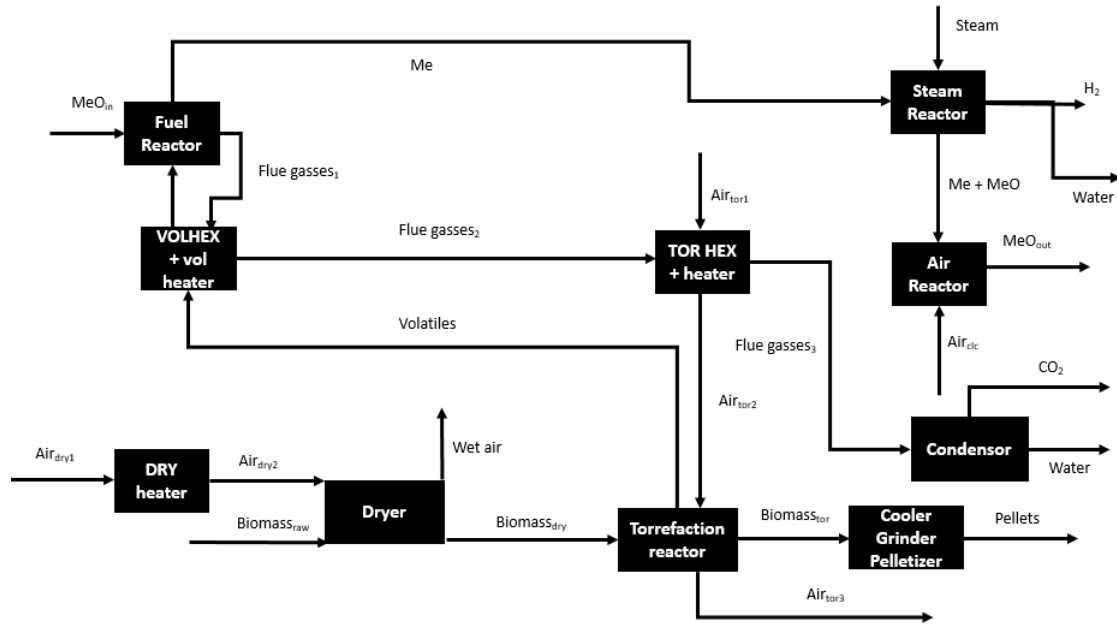 Steam
Me
MeO_in
Fuel
Reactor
Steam
Reactor
H₂
Flue gasses₁
Air_tor1
Me + MeO
Water
Flue gasses₂
MeO_out
VOLHEX
+ vol
heater
TOR HEX
+ heater
Air
Reactor
Volatiles
Flue gasses₃
Air_clc
CO₂
Air_tor2
Air_dry1
DRY
heater
Air_dry2
Wet air
Condensor
Water
Biomass_raw
Dryer
Biomass_dry
Torrefaction
reactor
Biomass_tor
Cooler
Grinder
Pelletizer
Pellets
Air_tor3